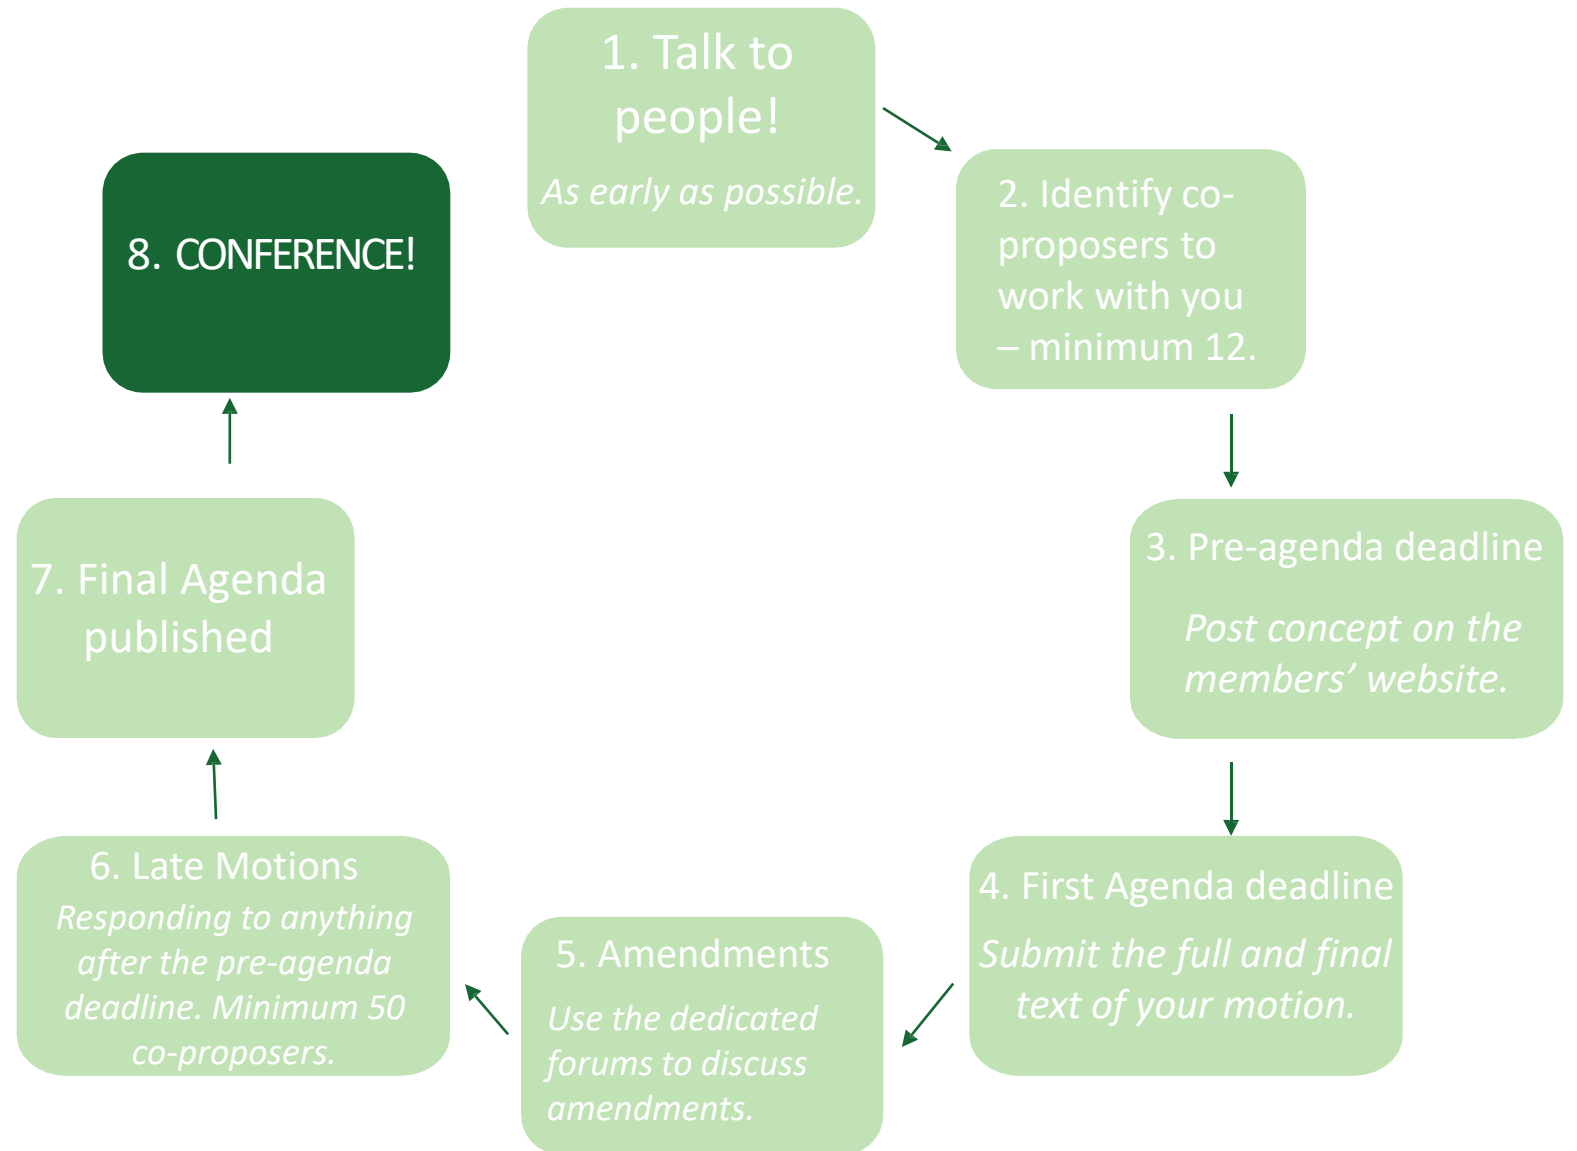 1. Talk to
people!
As early as possible.
2. Identify co-
proposers to
work with you
– minimum 12.
3. Pre-agenda deadline
Post concept on the
members’ website.
4. First Agenda deadline
Submit the full and final
text of your motion.
5. Amendments
Use the dedicated
forums to discuss
amendments.
6. Late Motions
Responding to anything
after the pre-agenda
deadline. Minimum 50
co-proposers.
7. Final Agenda
published
8. CONFERENCE!